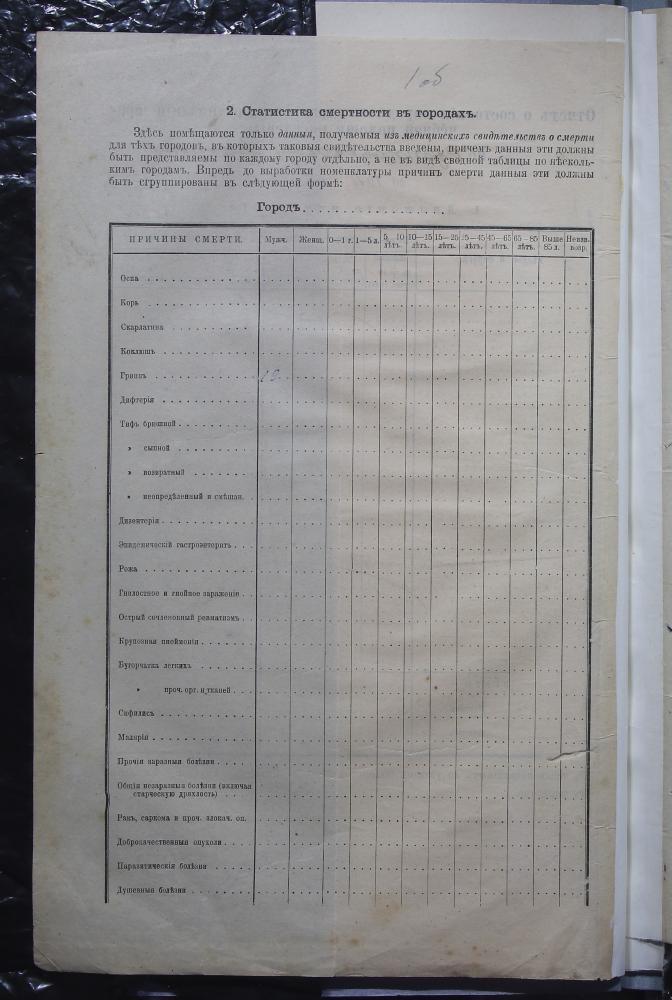 1об
2. Статистика смертности въ городахъ.
Здѣсь помѣщаются только данныя, получаемыя изъ медицинскихъ свидѣтельствъ о смерти
для тѣхъ городовъ, въ которыхъ таковыя свидѣтельства введены, причемъ данныя эти должны
быть представляемы по каждому городу отдѣльно, а не въ видѣ сводной таблицы по нѣсколь-
кимъ городамъ. Впредь до выработки номенклатуры причинъ смерти данныя эти должны
быть сгруппированы въ слѣдующей формѣ:
Городъ. . . . . . . . . . . . . . . . . .
ПРИЧИНЫ СМЕРТИ. Мужч. Женщ. 0—1 г. 1—5 л. 5—10 лѣтъ. 10—15 лѣтъ. 15—25 лѣтъ. 25—45 лѣтъ. 45—65 лѣтъ. 65—85 лѣтъ. Выше 85 л. Неизв. возр.
Оспа
Корь
Скарлатина
Коклюшъ
Гриппъ
Дифтерія
Тифъ брюшной
» сыпной
» возвратный
» неопредѣленный и смѣшан.
Дизентерія
Эпидемическій гастроэнтеритъ
Рожа
Гнилостное и гнойное зараженіе
Острый сочленовный ревматизмъ
Крупозная пнеймонія
Бугорчатка легкихъ
» проч. орг. и тканей
Сифилисъ
Малярія
Прочія заразныя болѣзни
Общія незаразныя болѣзни (включая
старческую дряхлость)
Ракъ, саркома и проч. злокач. оп.
Доброкачественныя опухоли
Паразитическія болѣзни
Душевныя болѣзни